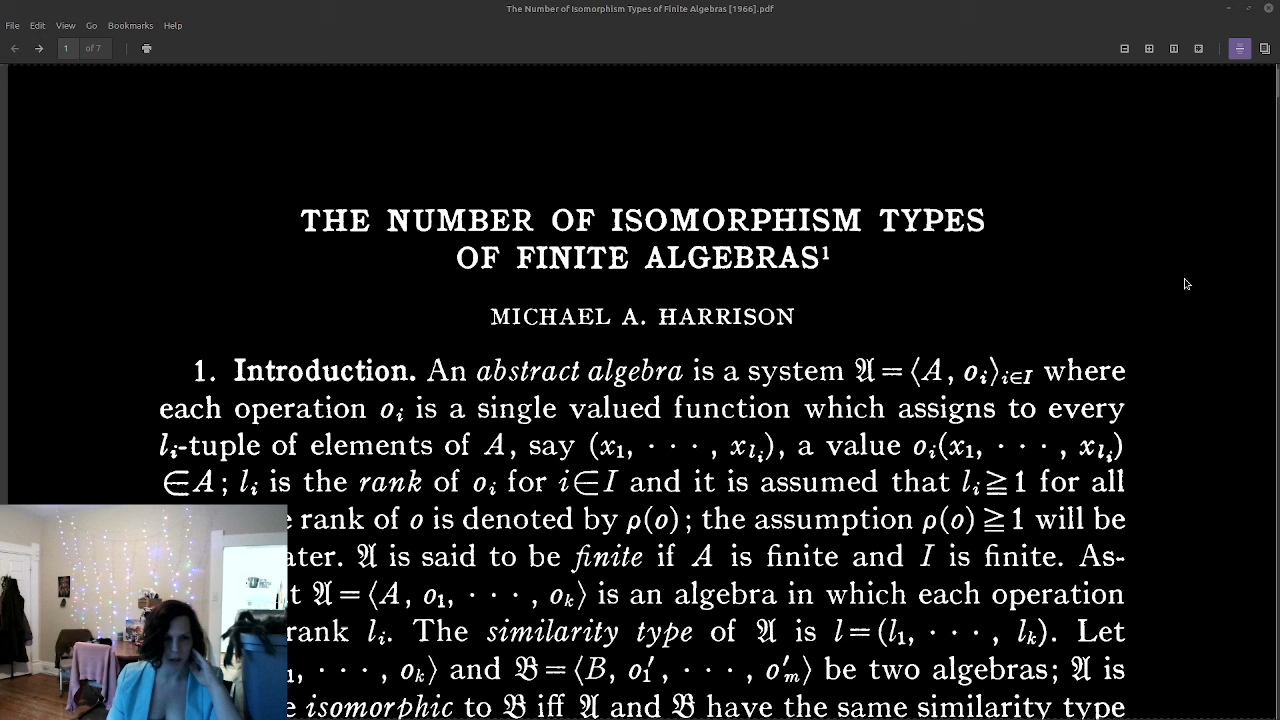 The Number of Isomorphism Types of Finite Algebras [1966].pdf
File Edit View Go Bookmarks Help
1 of 7
THE NUMBER OF ISOMORPHISM TYPES
OF FINITE ALGEBRAS¹
MICHAEL A. HARRISON
1. Introduction. An abstract algebra is a system 𝔄=⟨A, oᵢ⟩ᵢ∈I where
each operation oᵢ is a single valued function which assigns to every
lᵢ-tuple of elements of A, say (x₁, · · · , x_{lᵢ}), a value oᵢ(x₁, · · · , x_{lᵢ})
∈A; lᵢ is the rank of oᵢ for i∈I and it is assumed that lᵢ≧1 for all
rank of o is denoted by ρ(o); the assumption ρ(o)≧1 will be
ater. 𝔄 is said to be finite if A is finite and I is finite. As-
t 𝔄=⟨A, o₁, · · · , oₖ⟩ is an algebra in which each operation
rank lᵢ. The similarity type of 𝔄 is l=(l₁, · · · , lₖ). Let
₁, · · · , oₖ⟩ and 𝔅=⟨B, o₁′, · · · , o′ₘ⟩ be two algebras; 𝔄 is
isomorphic to 𝔅 iff 𝔄 and 𝔅 have the same similarity type